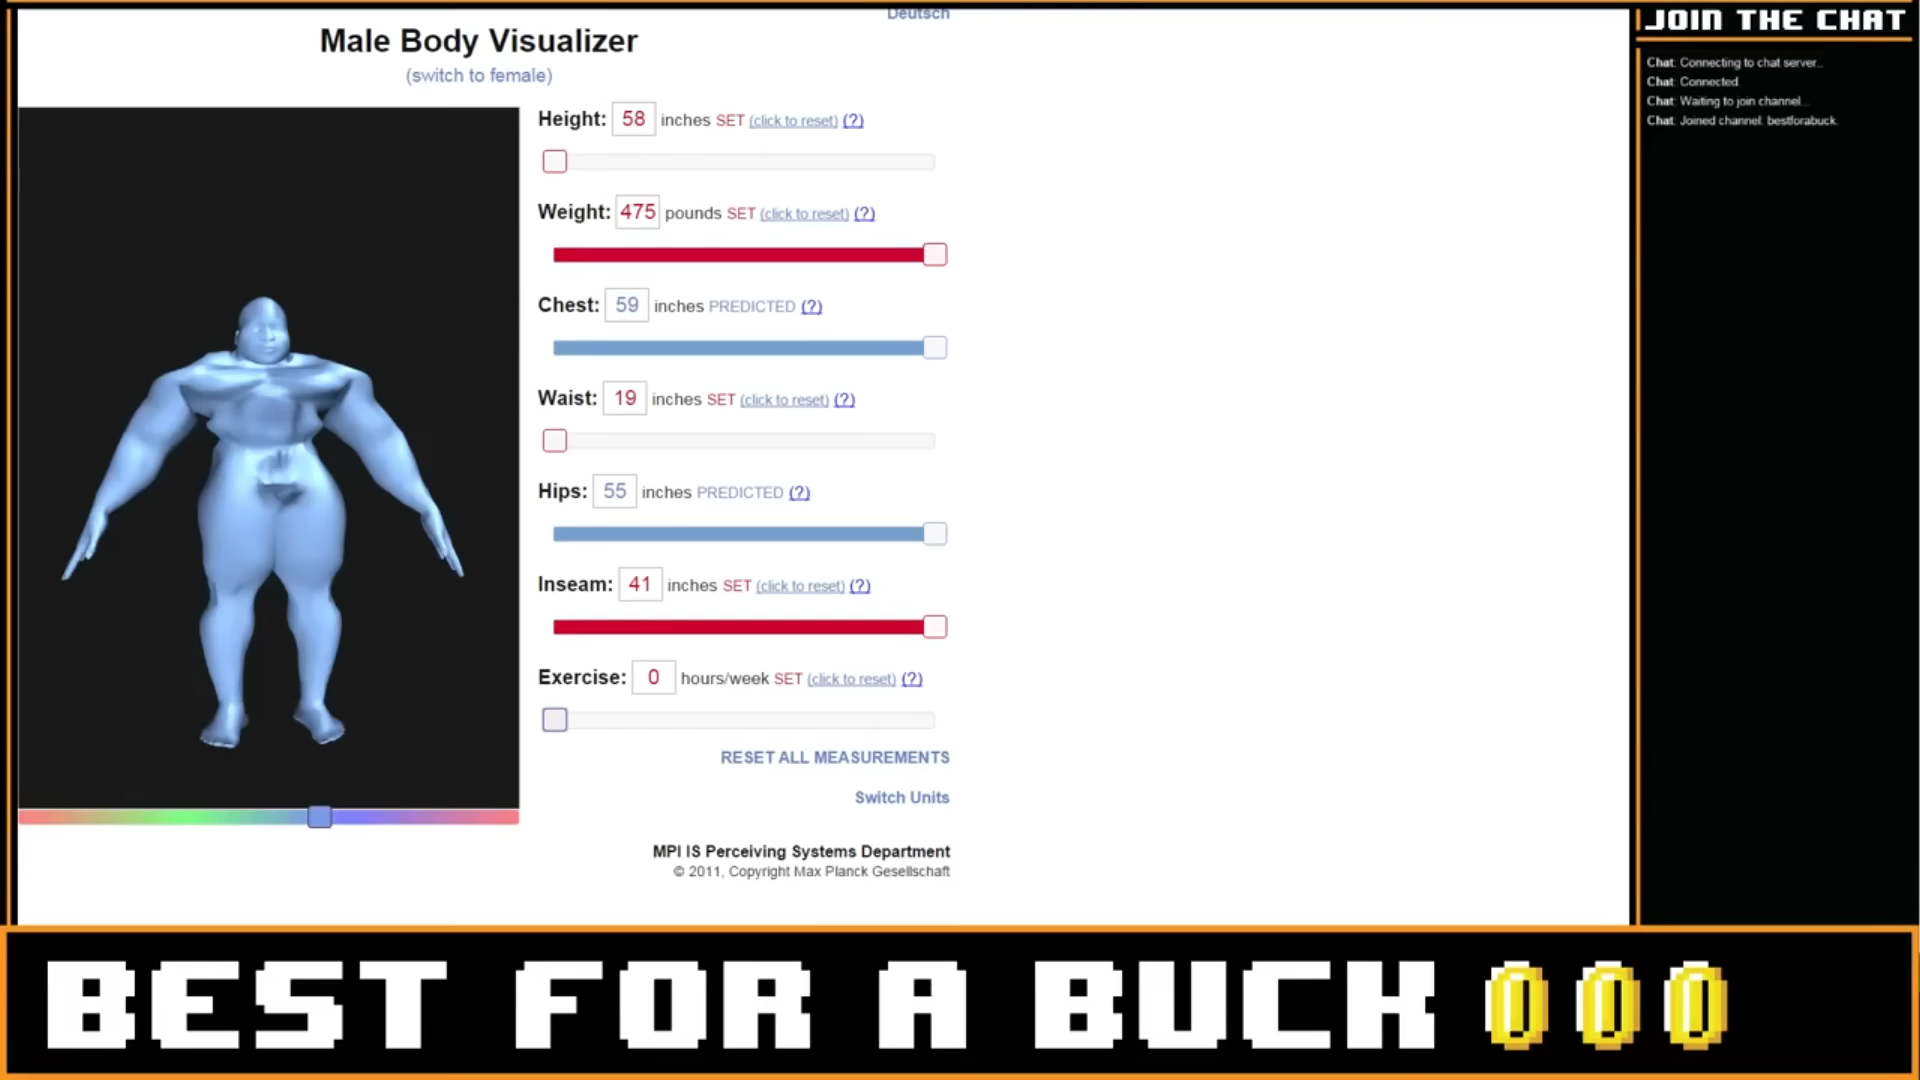 Deutsch
Male Body Visualizer
(switch to female)
Height: 58 inches SET (click to reset) (?)
Weight: 475 pounds SET (click to reset) (?)
Chest: 59 inches PREDICTED (?)
Waist: 19 inches SET (click to reset) (?)
Hips: 55 inches PREDICTED (?)
Inseam: 41 inches SET (click to reset) (?)
Exercise: 0 hours/week SET (click to reset) (?)
RESET ALL MEASUREMENTS
Switch Units
MPI IS Perceiving Systems Department
© 2011, Copyright Max Planck Gesellschaft
JOIN THE CHAT
Chat: Connecting to chat server...
Chat: Connected.
Chat: Waiting to join channel...
Chat: Joined channel: bestforabuck.
BEST FOR A BUCK